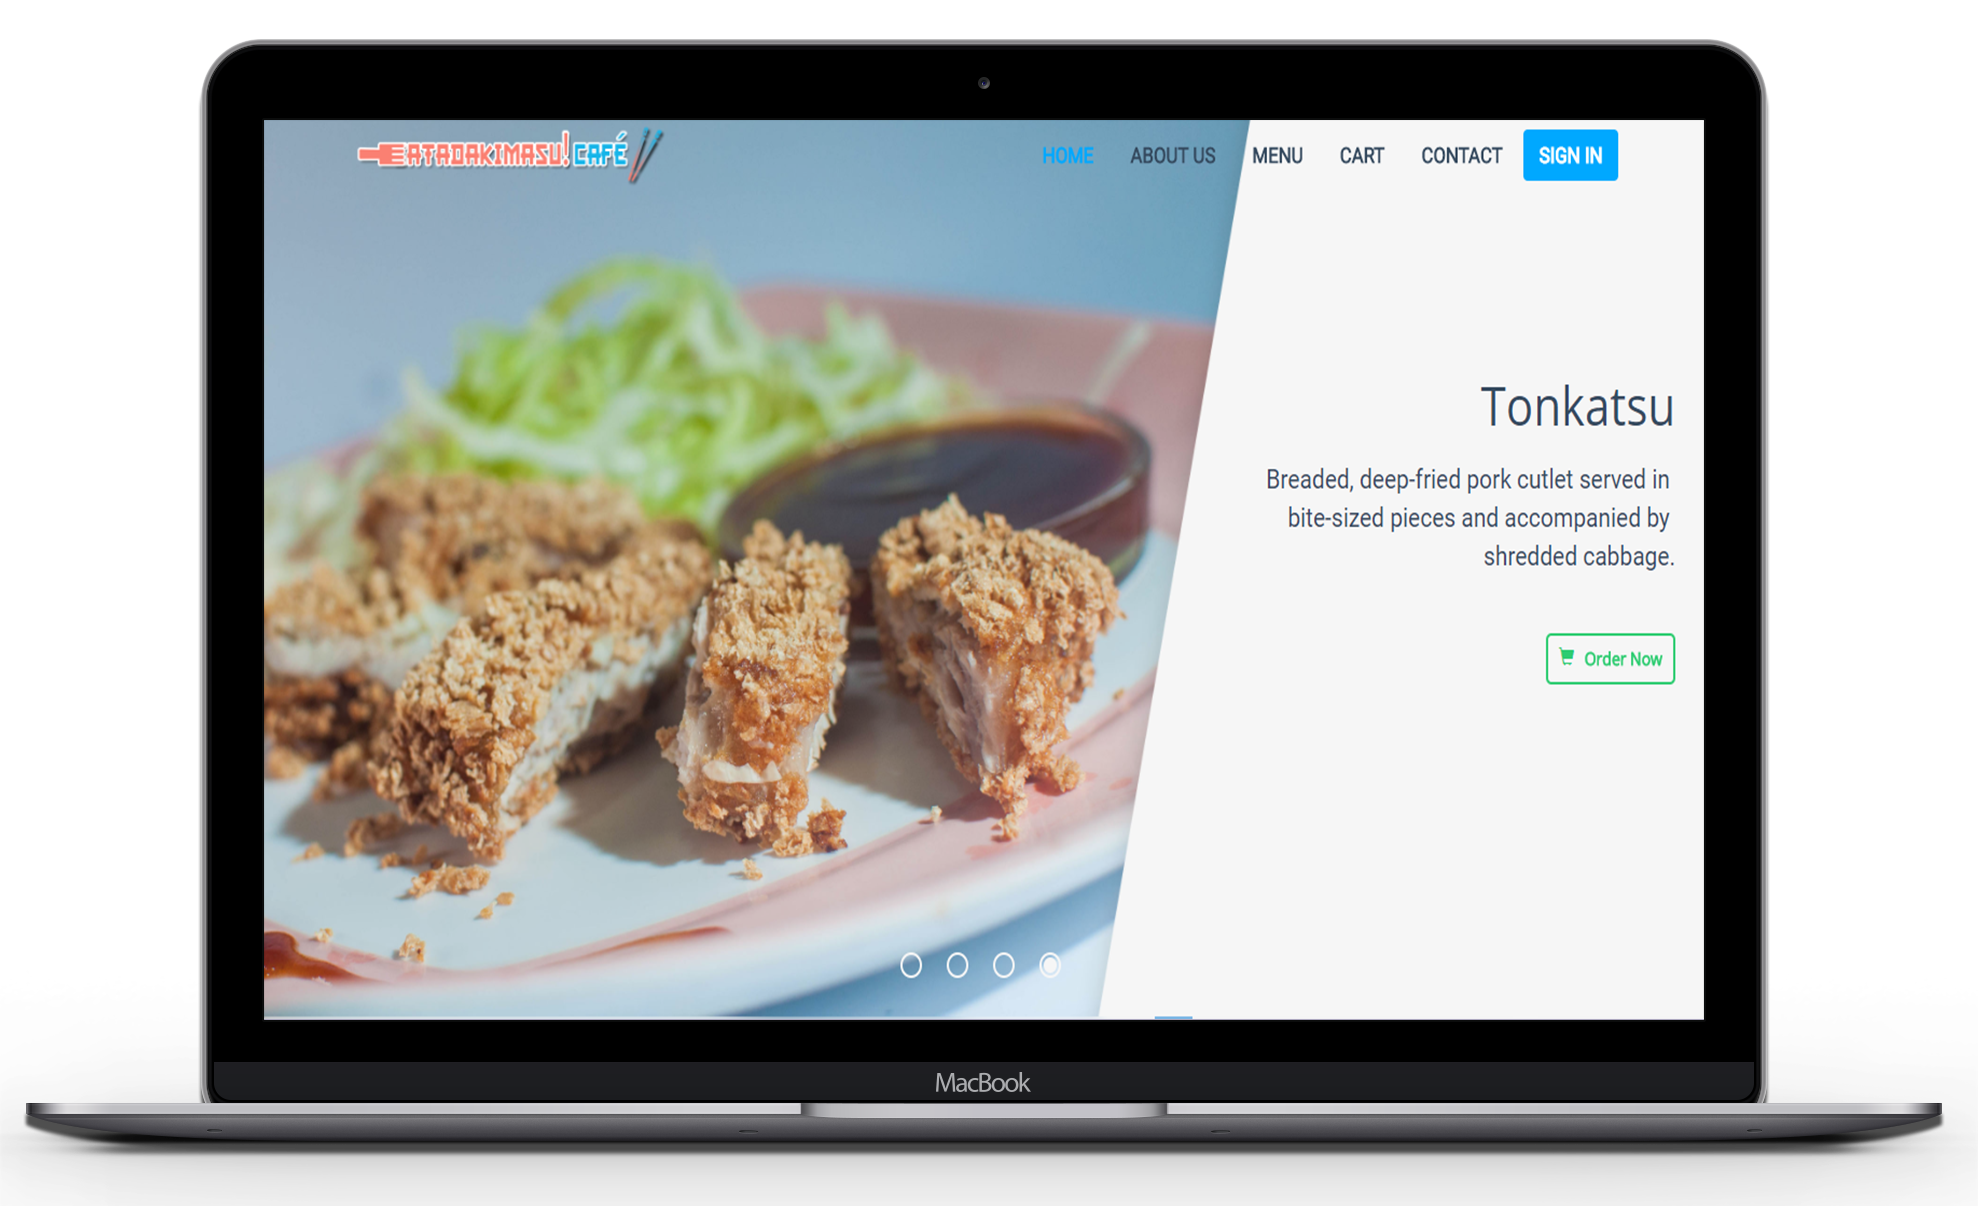 EATADAKIMASU! CAFÉ
HOME ABOUT US MENU CART CONTACT SIGN IN
Tonkatsu
Breaded, deep-fried pork cutlet served in
bite-sized pieces and accompanied by
shredded cabbage.
Order Now
MacBook